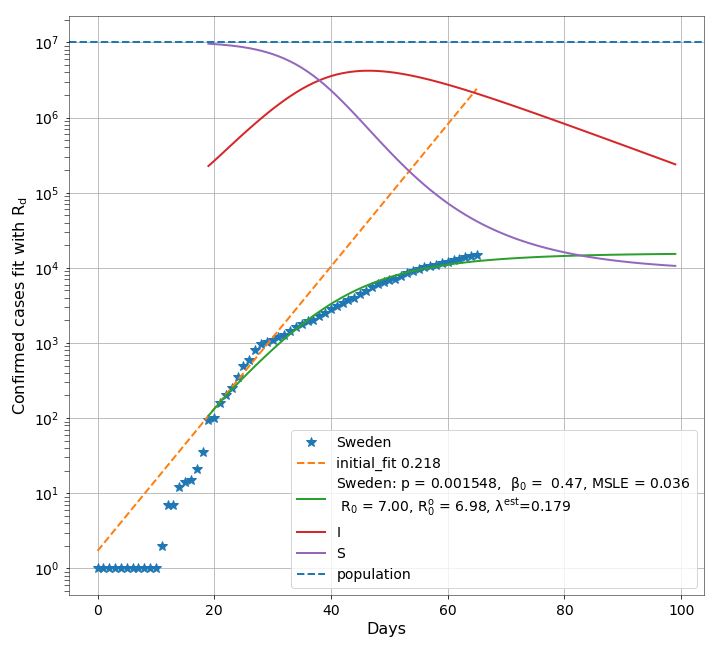 10⁷
10⁶
10⁵
10⁴
10³
10²
10¹
10⁰
Confirmed cases fit with R_d
Sweden
initial_fit 0.218
Sweden: p = 0.001548, β₀ = 0.47, MSLE = 0.036
R₀ = 7.00, R₀ᵒ = 6.98, λᵉˢᵗ=0.179
I
S
population
0 20 40 60 80 100
Days